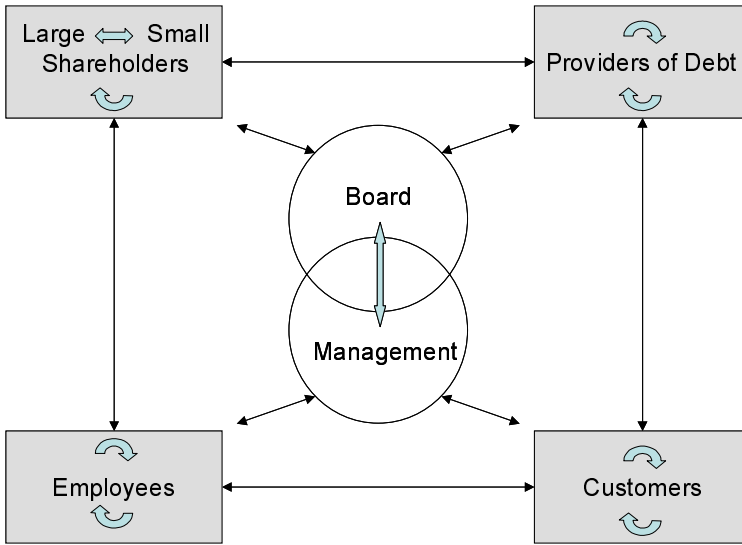 Large Small
Shareholders
Providers of Debt
Board
Management
Employees
Customers